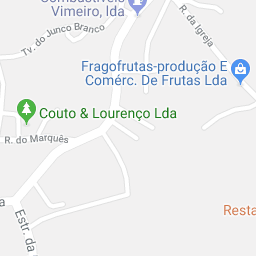 Combustíveis
Vimeiro, lda
R. da Igreja
Tv. do Junco Branco
Fragofrutas-produção E
Comérc. De Frutas Lda
Couto & Lourenço Lda
R. do Marquês
a
Resta
Estr. da